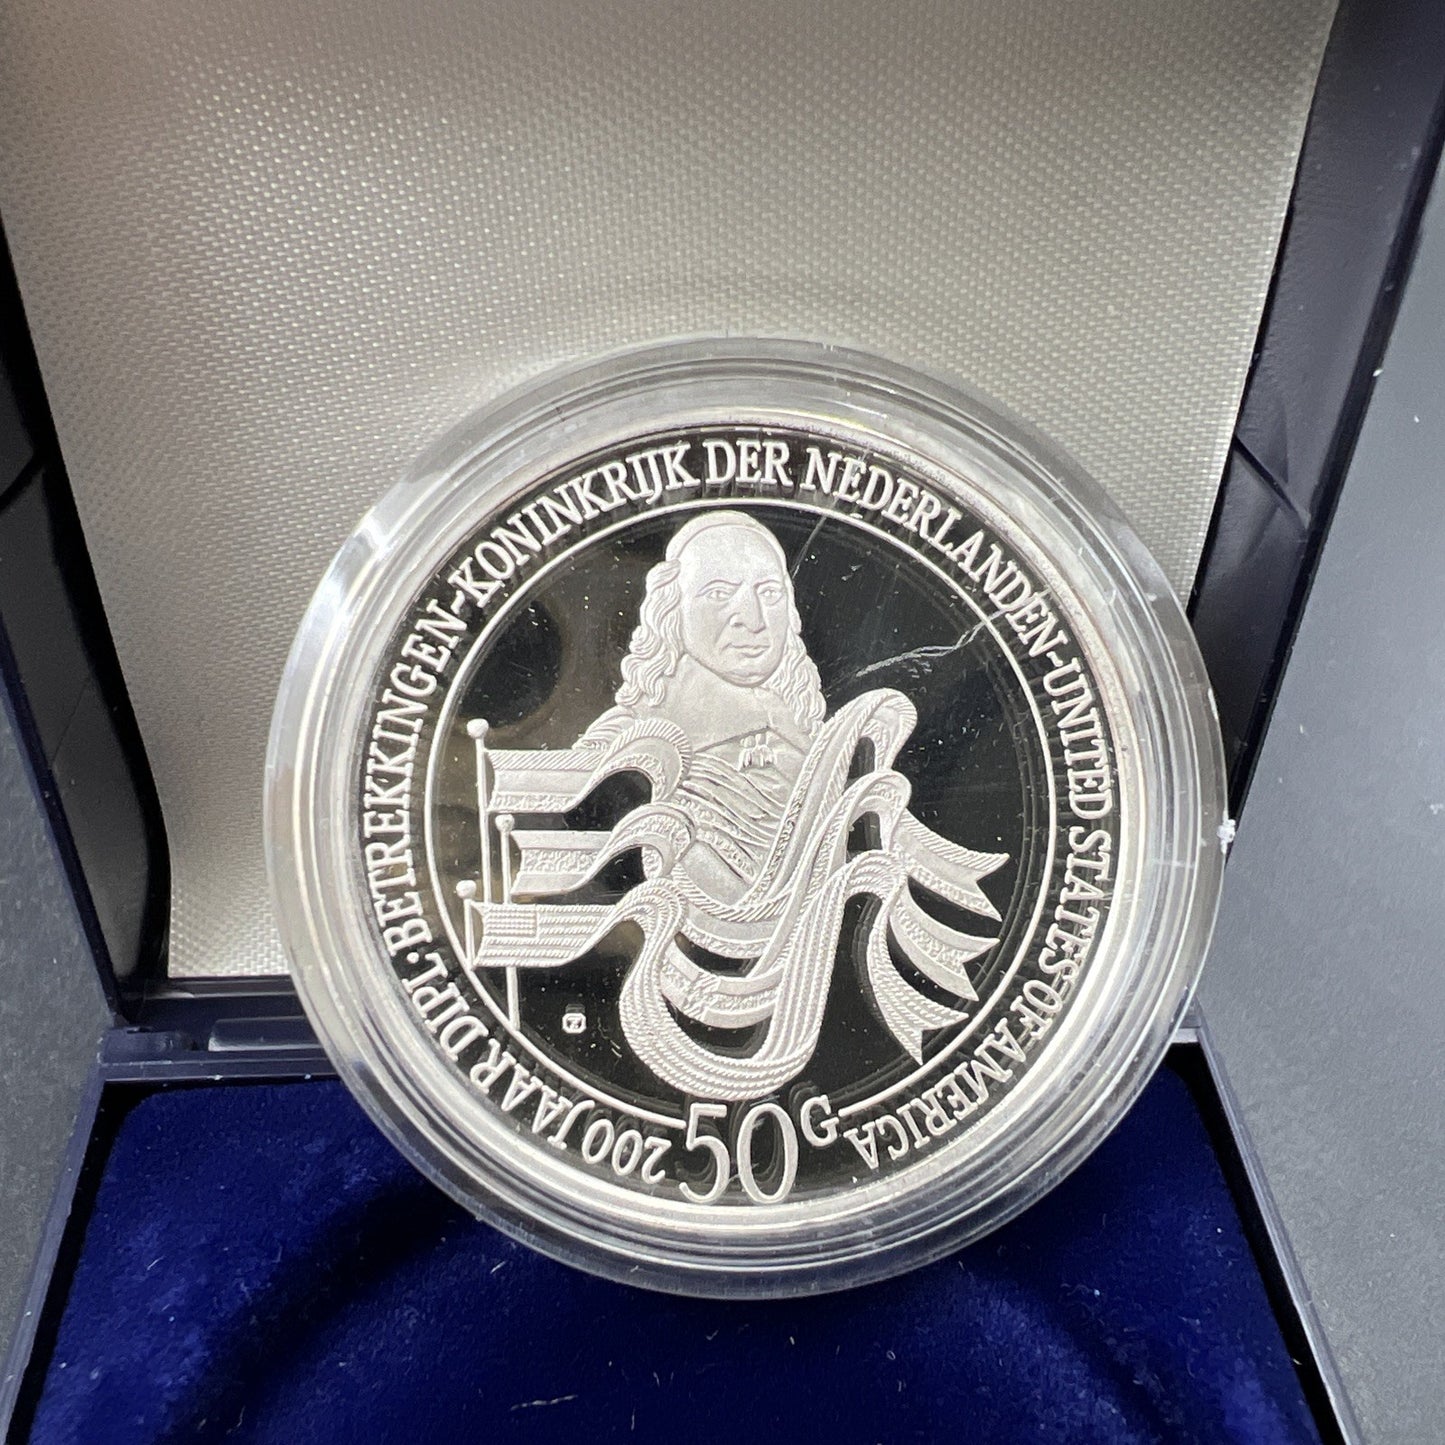 200 JAAR DIPL·BETREKKINGEN-KONINKRIJK DER NEDERLANDEN-UNITED STATES OF AMERICA
50G